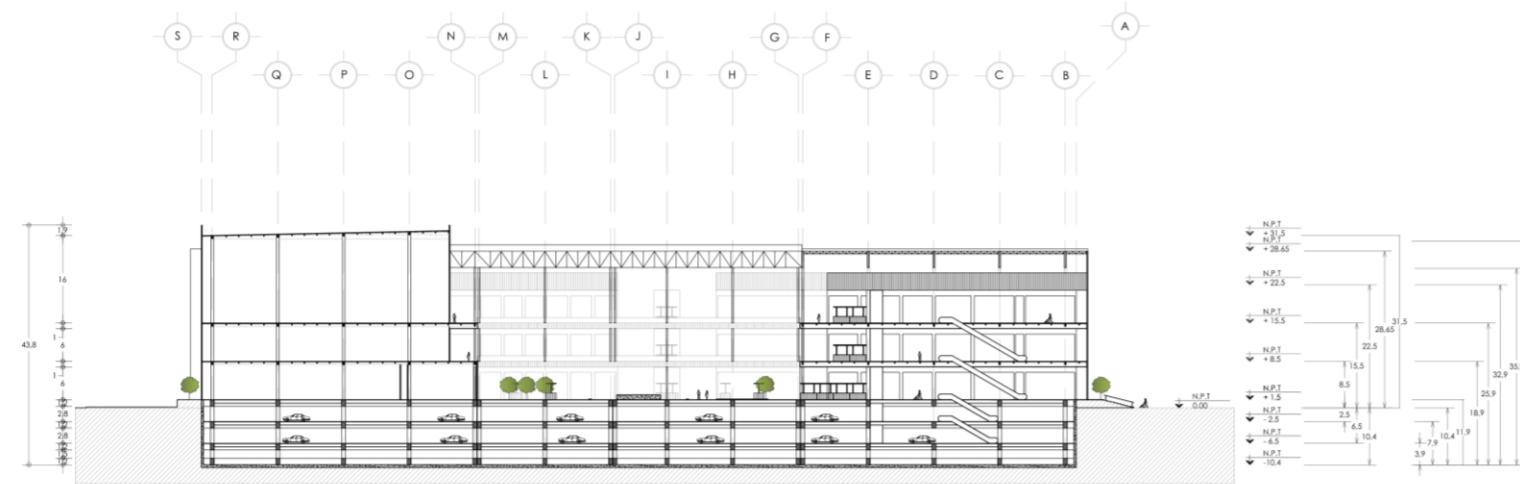 A
S R N M K J G F
Q P O L I H E D C B
N.P.T
+ 31.5
N.P.T
+ 28.65
N.P.T
+ 22.5
N.P.T
+ 15.5
N.P.T
+ 8.5
N.P.T
+ 1.5
N.P.T
0.00
N.P.T
- 2.5
N.P.T
- 6.5
N.P.T
-10.4
43,8
1,9
16
1
6
1
6
2,8
2,8
31,5
28,65
22,5
15,5
8,5
2,5
6,5
10,4
35,
32,9
25,9
18,9
11,9
10,4
7,9
3,9